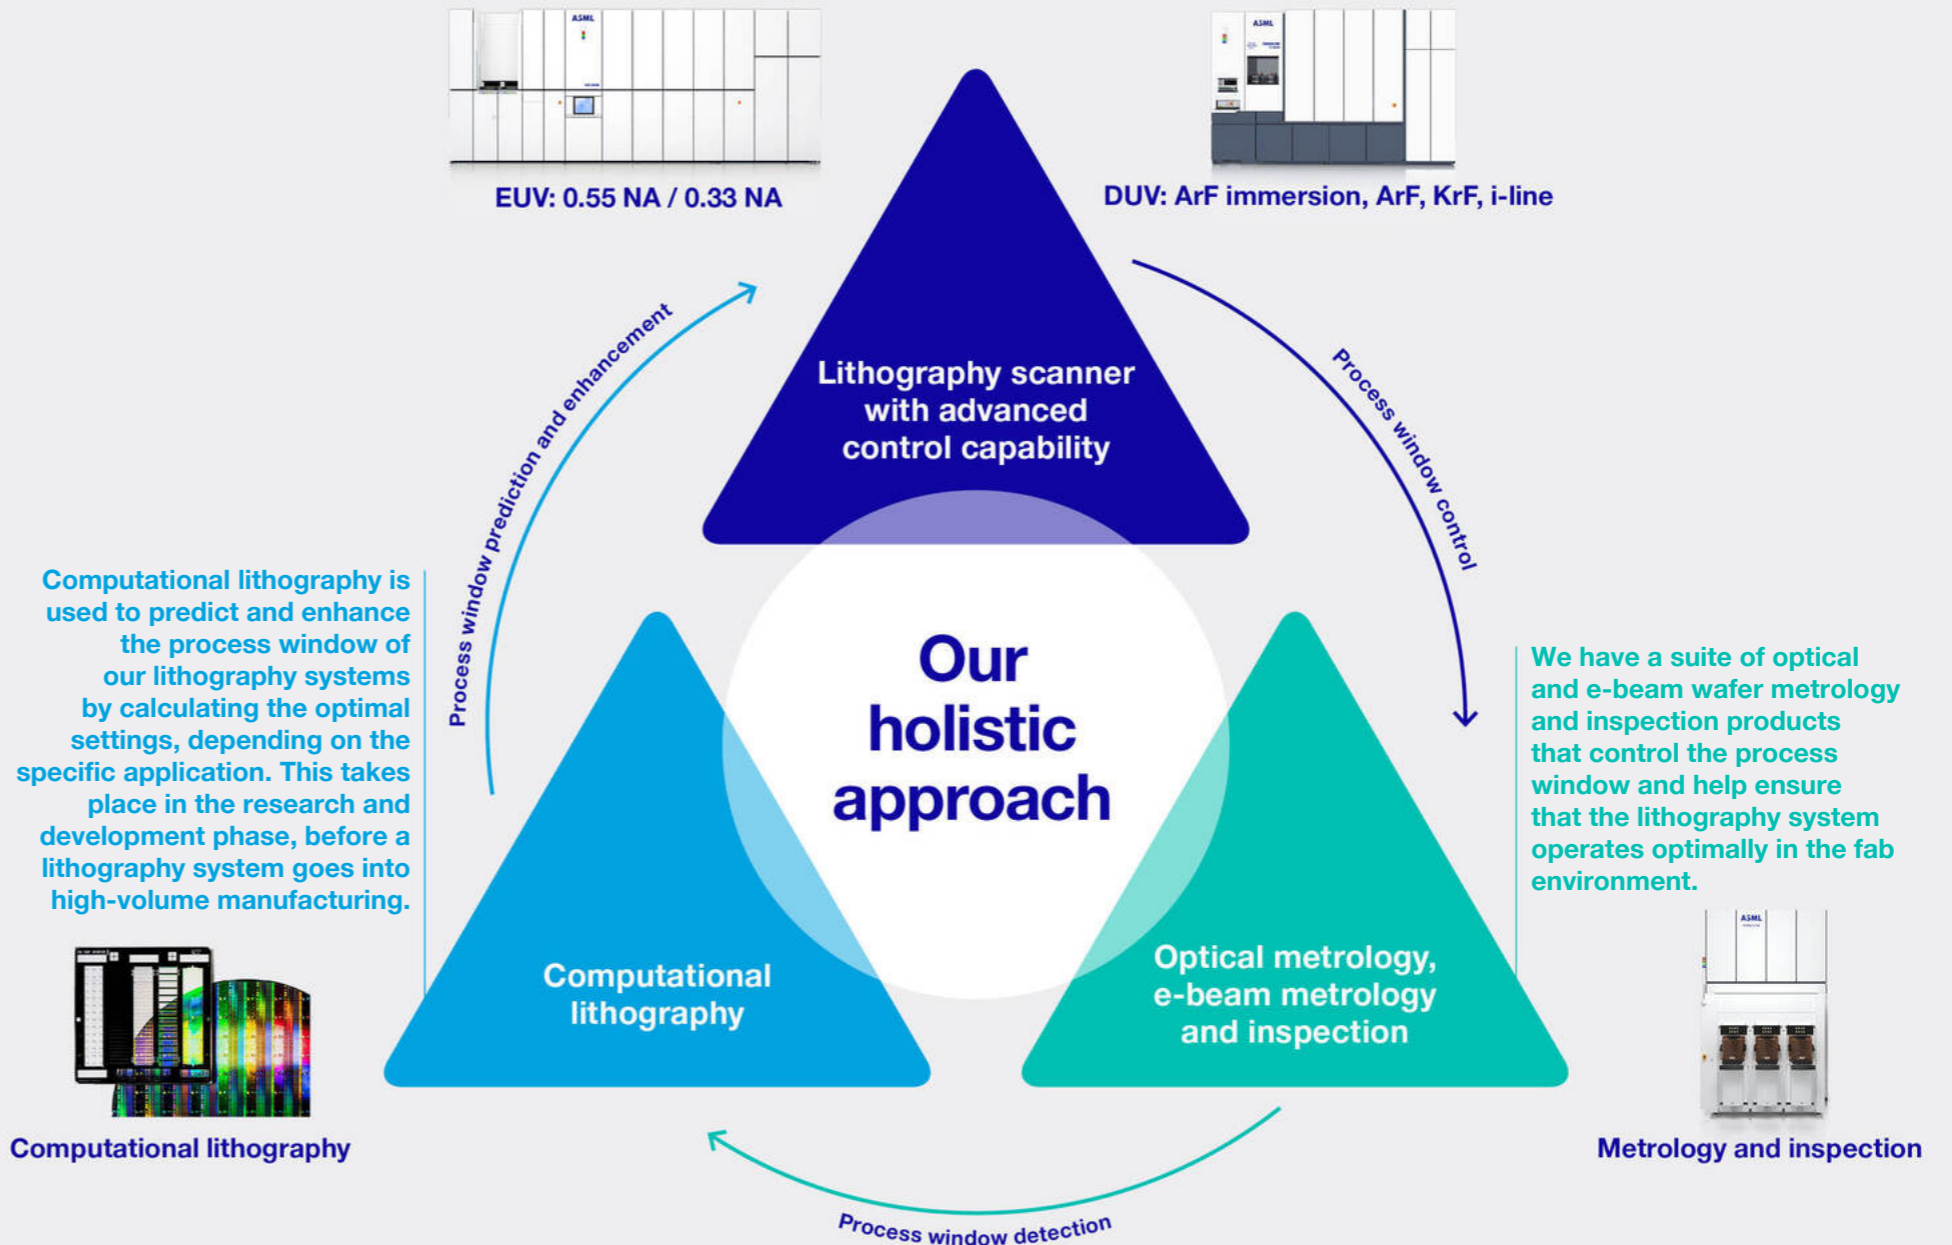 ASML
ASML
EUV: 0.55 NA / 0.33 NA
DUV: ArF immersion, ArF, KrF, i-line
Process window prediction and enhancement
Lithography scanner
with advanced
control capability
Process window control
Computational lithography is
used to predict and enhance
the process window of
our lithography systems
by calculating the optimal
settings, depending on the
specific application. This takes
place in the research and
development phase, before a
lithography system goes into
high-volume manufacturing.
Our
holistic
approach
We have a suite of optical
and e-beam wafer metrology
and inspection products
that control the process
window and help ensure
that the lithography system
operates optimally in the fab
environment.
ASML
Computational
lithography
Optical metrology,
e-beam metrology
and inspection
Computational lithography
Metrology and inspection
Process window detection